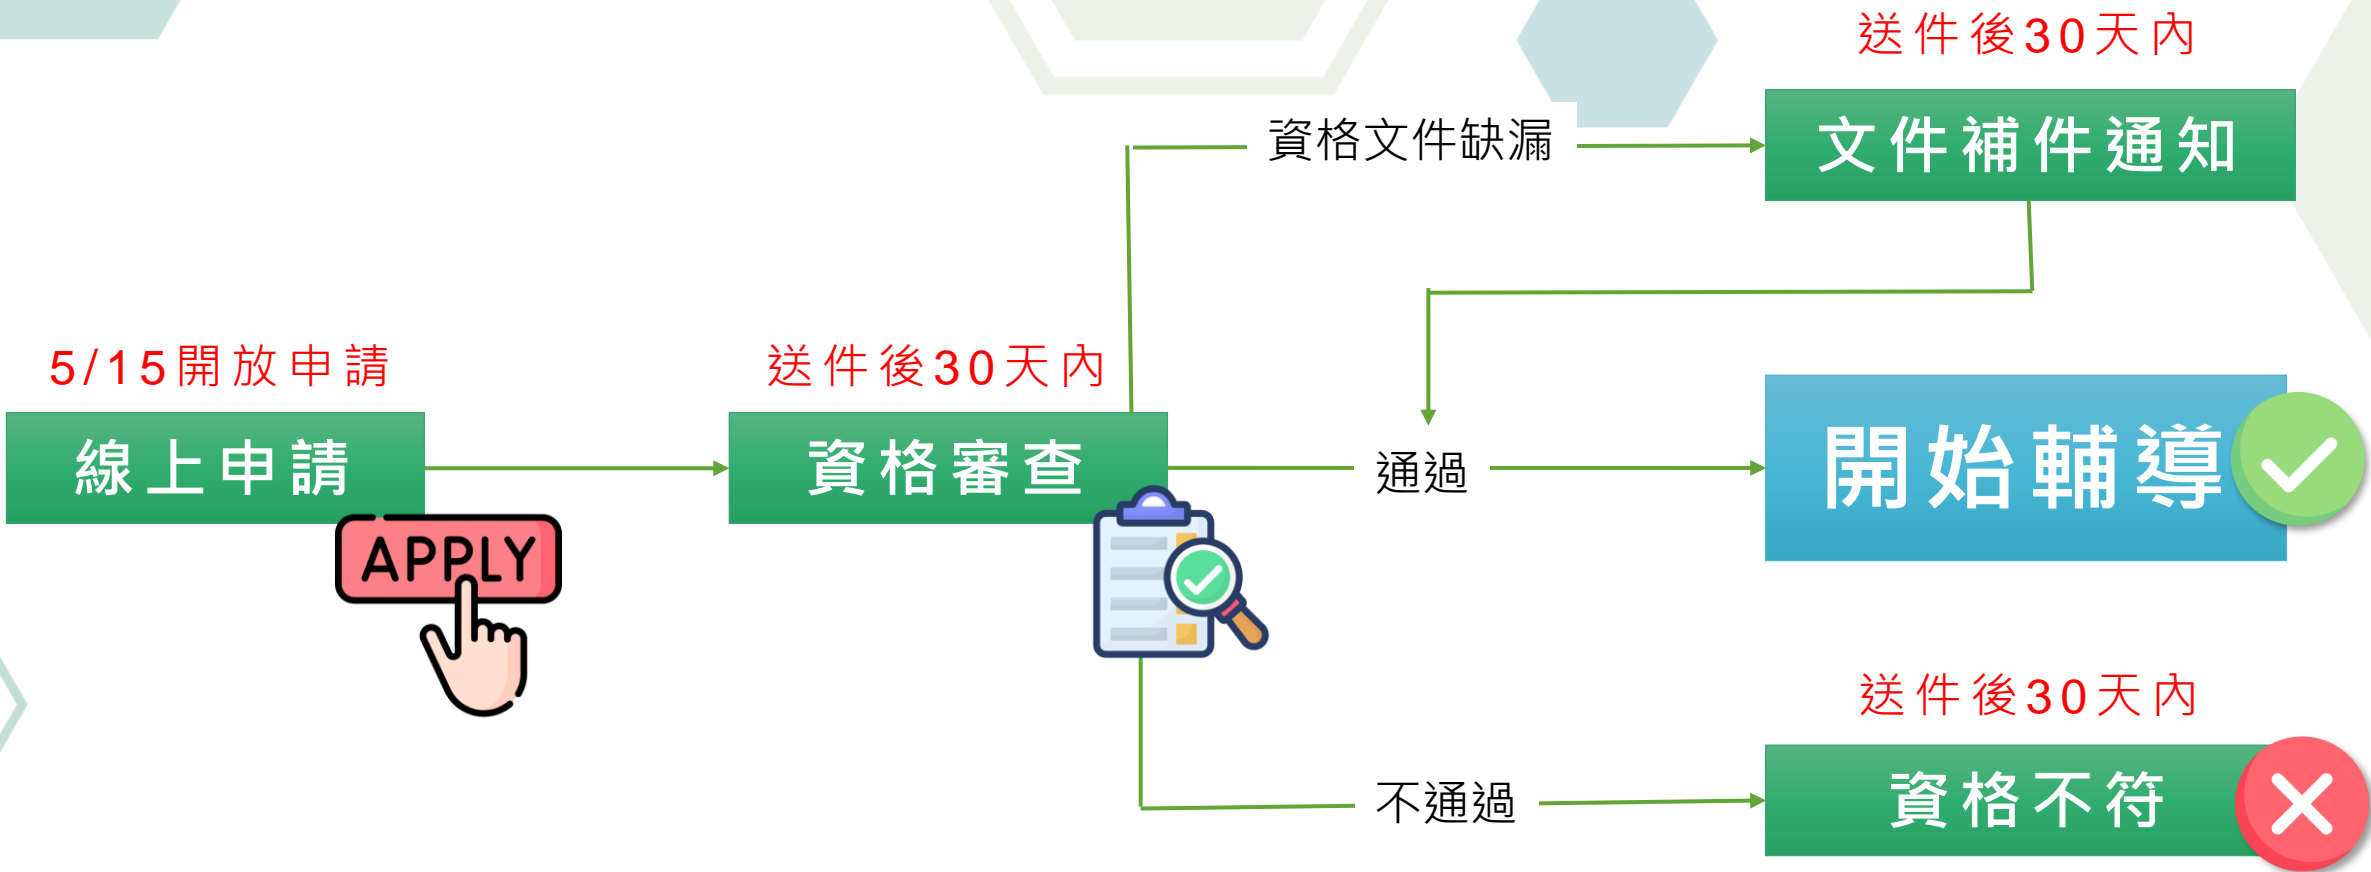 送件後30天內
資格文件缺漏
文件補件通知
5/15開放申請
送件後30天內
線上申請
資格審查
通過
開始輔導
APPLY
送件後30天內
不通過
資格不符